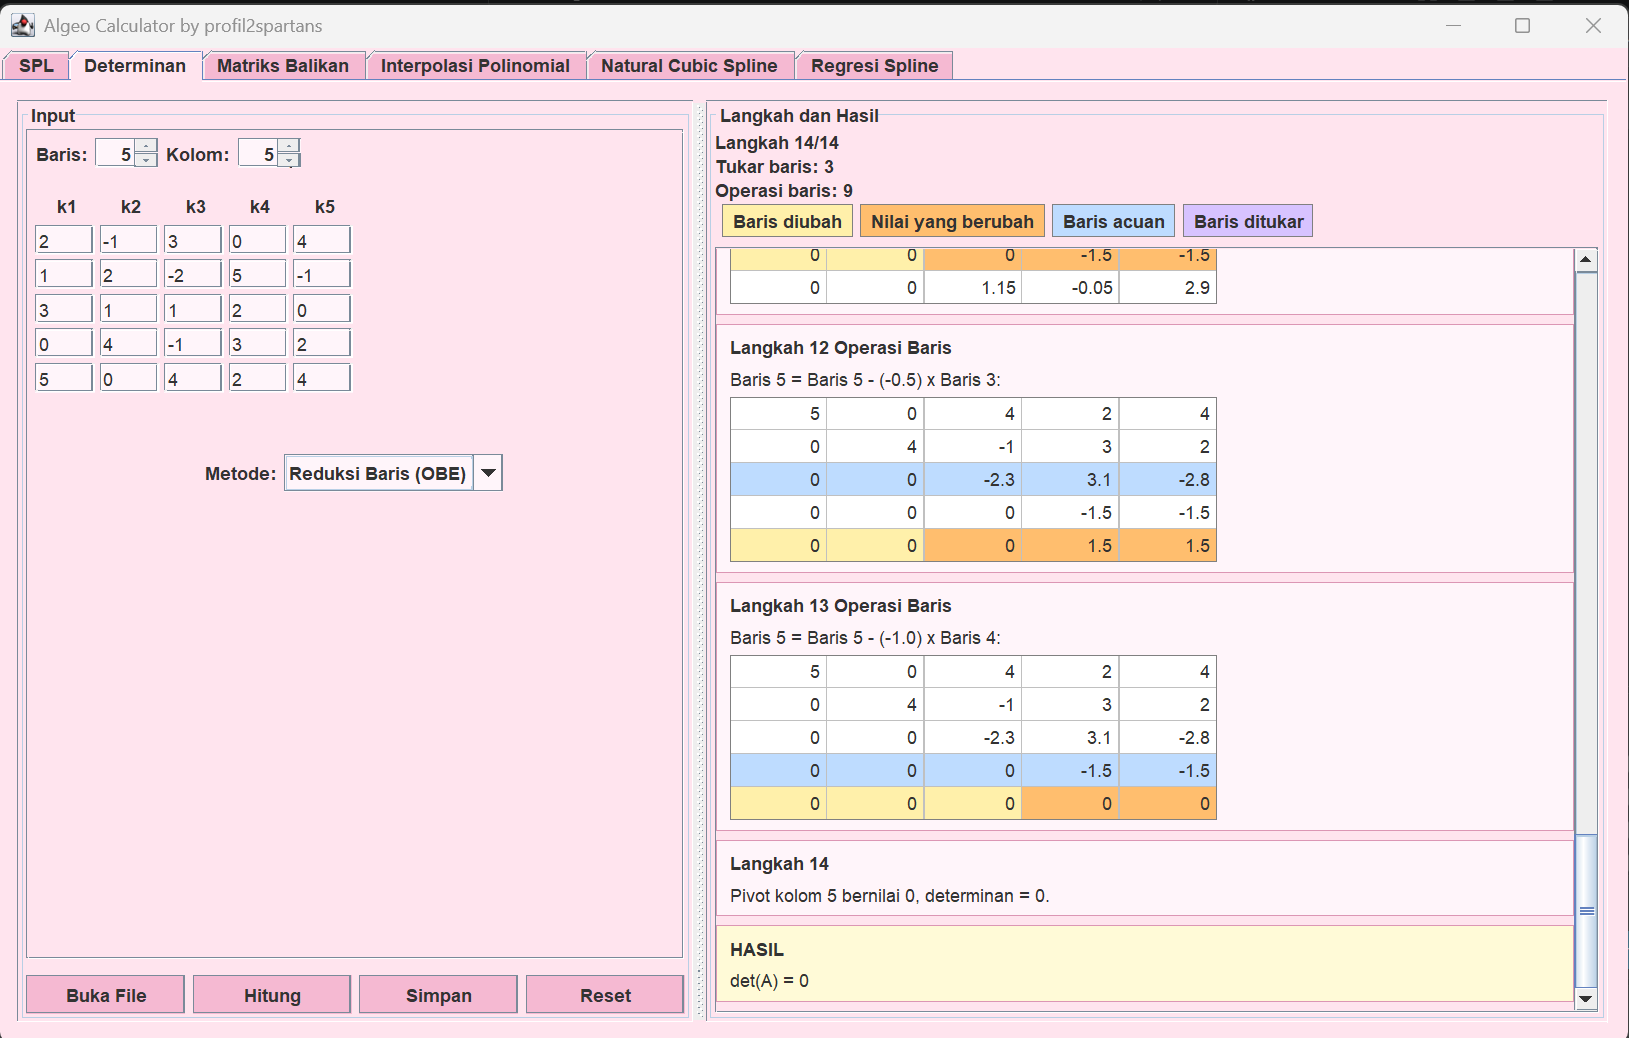 Algeo Calculator by profil2spartans
SPL Determinan Matriks Balikan Interpolasi Polinomial Natural Cubic Spline Regresi Spline
Input
Baris: 5 Kolom: 5
k1 k2 k3 k4 k5
2 -1 3 0 4
1 2 -2 5 -1
3 1 1 2 0
0 4 -1 3 2
5 0 4 2 4
Metode: Reduksi Baris (OBE)
Buka File Hitung Simpan Reset
Langkah dan Hasil
Langkah 14/14
Tukar baris: 3
Operasi baris: 9
Baris diubah Nilai yang berubah Baris acuan Baris ditukar
0 0 0 -1.5 -1.5
0 0 1.15 -0.05 2.9
Langkah 12 Operasi Baris
Baris 5 = Baris 5 - (-0.5) x Baris 3:
5 0 4 2 4
0 4 -1 3 2
0 0 -2.3 3.1 -2.8
0 0 0 -1.5 -1.5
0 0 0 1.5 1.5
Langkah 13 Operasi Baris
Baris 5 = Baris 5 - (-1.0) x Baris 4:
5 0 4 2 4
0 4 -1 3 2
0 0 -2.3 3.1 -2.8
0 0 0 -1.5 -1.5
0 0 0 0 0
Langkah 14
Pivot kolom 5 bernilai 0, determinan = 0.
HASIL
det(A) = 0